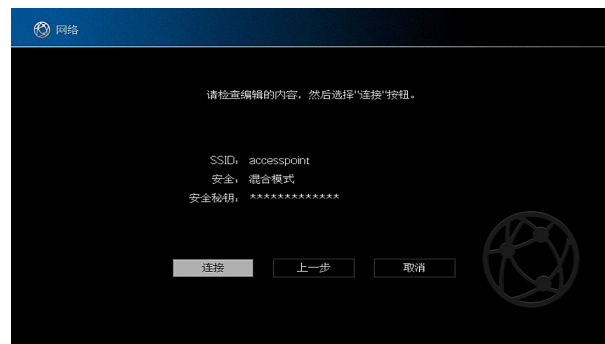 网络
请检查编辑的内容，然后选择"连接"按钮。
SSID: accesspoint
安全: 混合模式
安全秘钥: *************
连接 上一步 取消